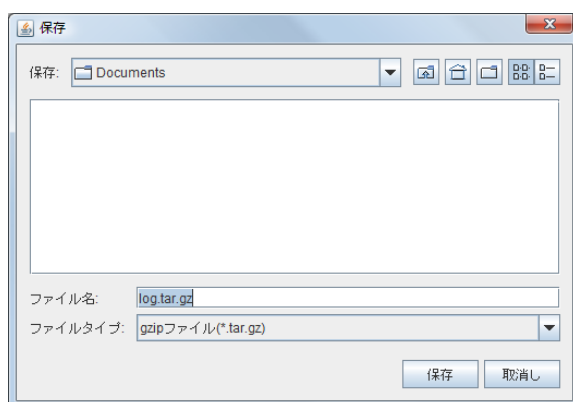 保存
保存: Documents
ファイル名: log.tar.gz
ファイルタイプ: gzipファイル(*.tar.gz)
保存 取消し